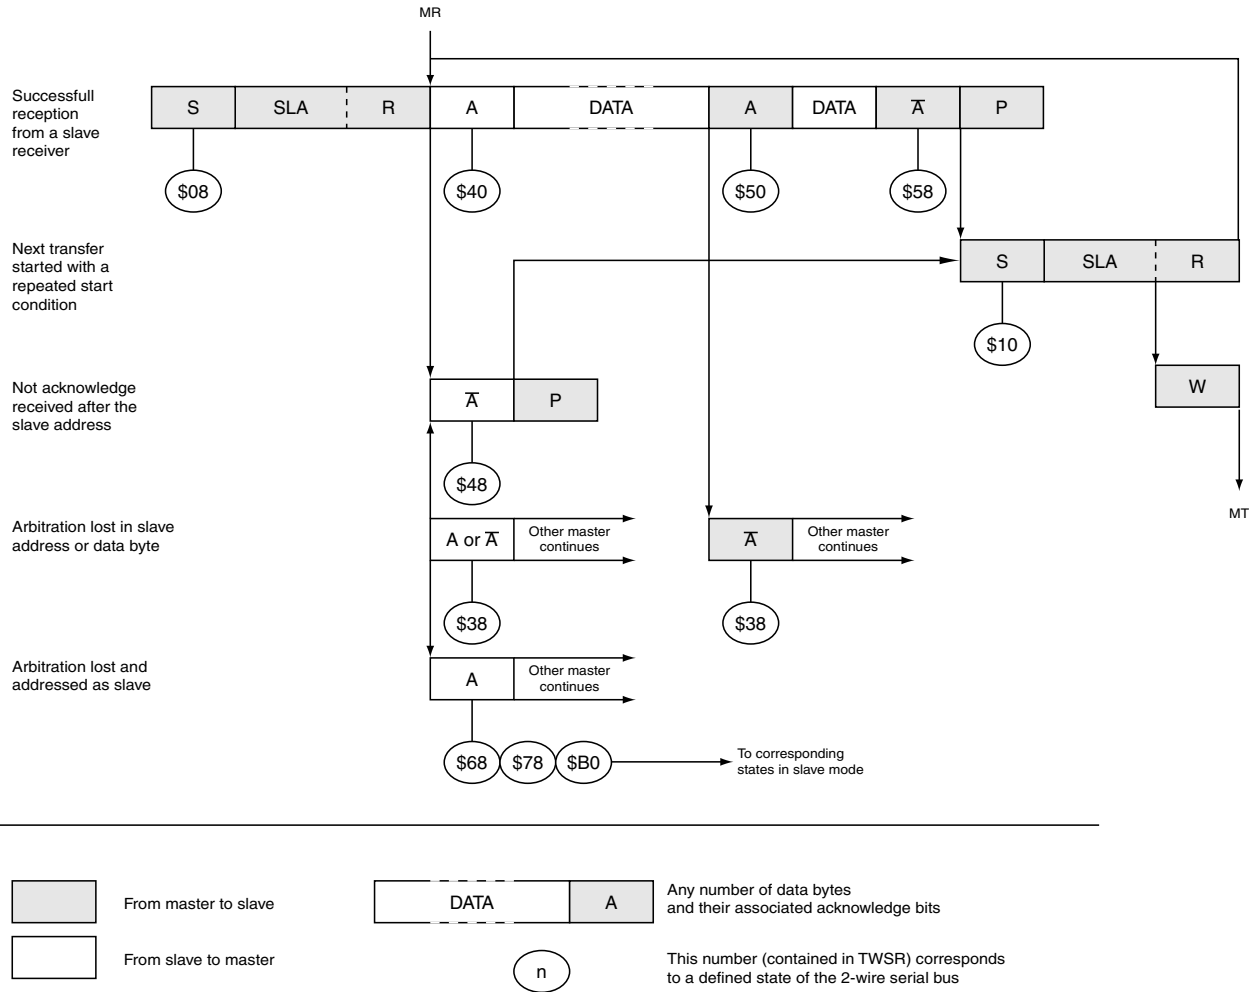 MR
Successfull
reception
from a slave
receiver
S SLA R A DATA A DATA A̅ P
$08 $40 $50 $58
Next transfer
started with a
repeated start
condition
S SLA R
$10
Not acknowledge
received after the
slave address
A̅ P
W
$48
MT
Arbitration lost in slave
address or data byte
A or A̅
Other master
continues
A̅
Other master
continues
$38 $38
Arbitration lost and
addressed as slave
A
Other master
continues
$68 $78 $B0
To corresponding
states in slave mode
From master to slave
DATA A
Any number of data bytes
and their associated acknowledge bits
From slave to master
n
This number (contained in TWSR) corresponds
to a defined state of the 2-wire serial bus